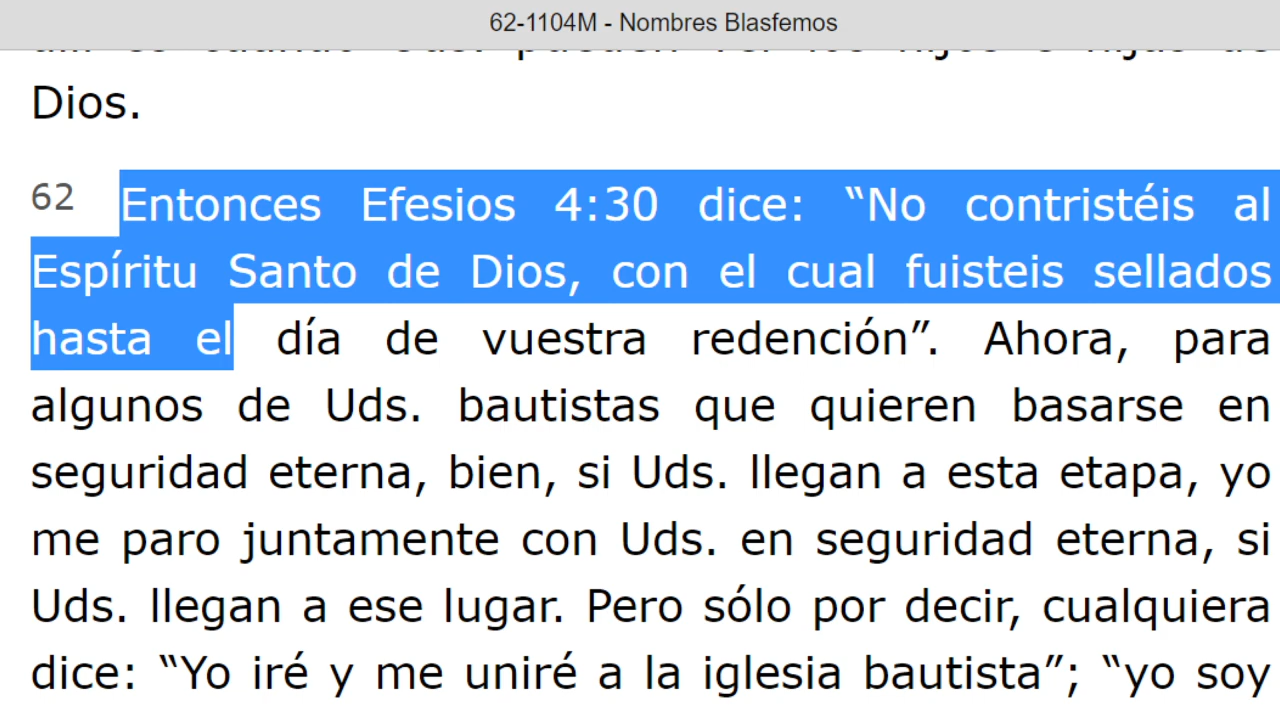 62-1104M - Nombres Blasfemos
Dios.
62 Entonces Efesios 4:30 dice: “No contristéis al
Espíritu Santo de Dios, con el cual fuisteis sellados
hasta el día de vuestra redención”. Ahora, para
algunos de Uds. bautistas que quieren basarse en
seguridad eterna, bien, si Uds. llegan a esta etapa, yo
me paro juntamente con Uds. en seguridad eterna, si
Uds. llegan a ese lugar. Pero sólo por decir, cualquiera
dice: “Yo iré y me uniré a la iglesia bautista”; “yo soy